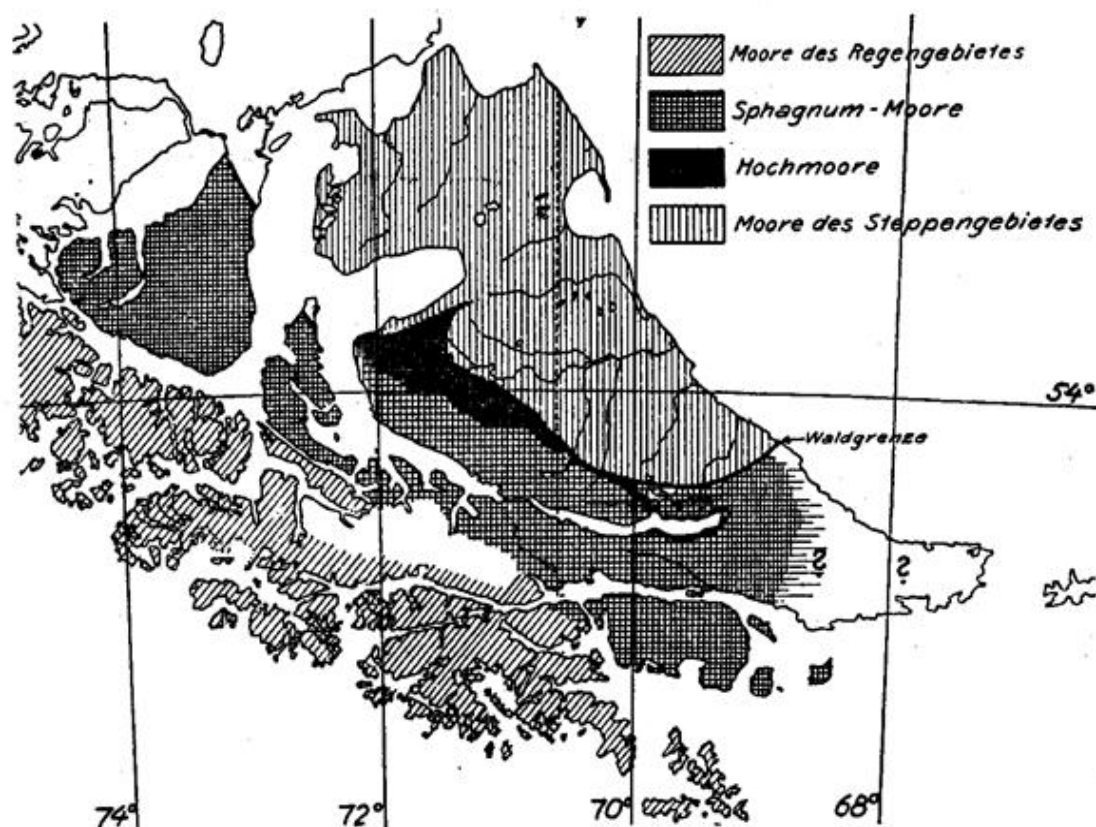 Moore des Regengebietes
Sphagnum-Moore
Hochmoore
Moore des Steppengebietes
54°
Waldgrenze
?
?
74°
72°
70°
68°